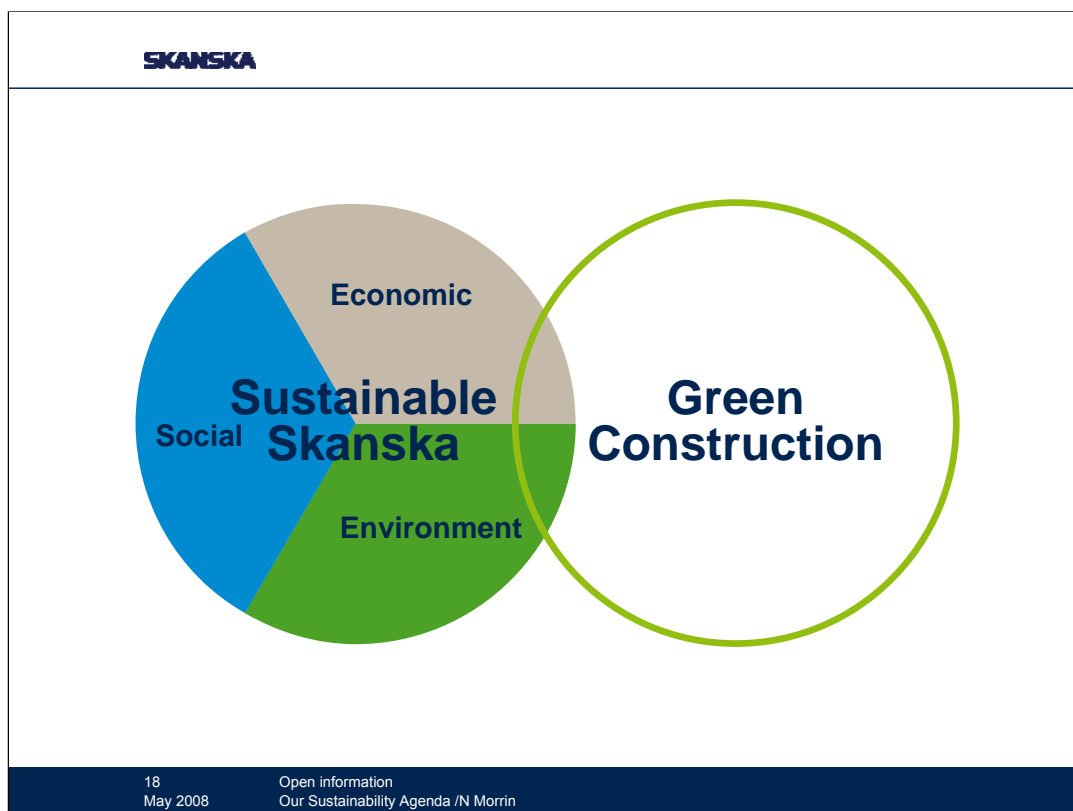 SKANSKA
Economic
Sustainable
Skanska
Social
Environment
Green
Construction
18 Open information
May 2008 Our Sustainability Agenda /N Morrin